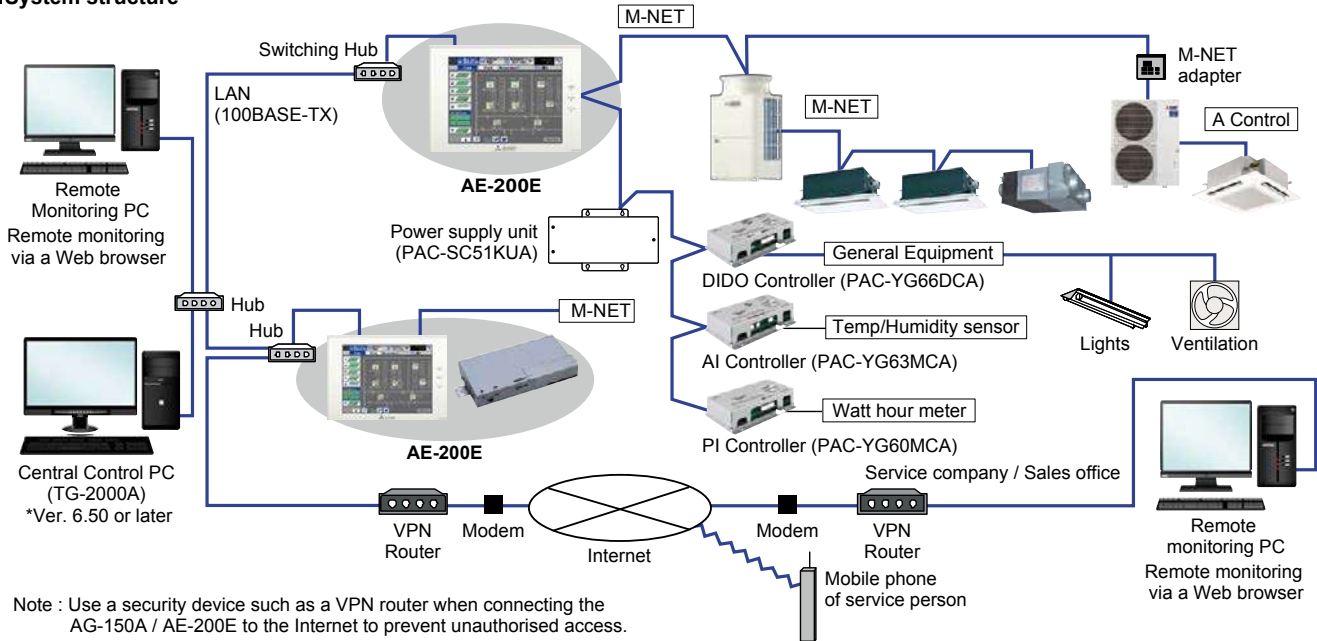 System structure
M-NET
Switching Hub
LAN
(100BASE-TX)
M-NET
adapter
M-NET
A Control
AE-200E
Remote
Monitoring PC
Remote monitoring
via a Web browser
Power supply unit
(PAC-SC51KUA)
General Equipment
DIDO Controller (PAC-YG66DCA)
Hub
Hub
M-NET
Temp/Humidity sensor
AI Controller (PAC-YG63MCA)
Lights
Ventilation
Watt hour meter
PI Controller (PAC-YG60MCA)
AE-200E
Central Control PC
(TG-2000A)
*Ver. 6.50 or later
Service company / Sales office
VPN
Router
Modem
Internet
Modem
VPN
Router
Remote
monitoring PC
Remote monitoring
via a Web browser
Mobile phone
of service person
Note : Use a security device such as a VPN router when connecting the
AG-150A / AE-200E to the Internet to prevent unauthorised access.